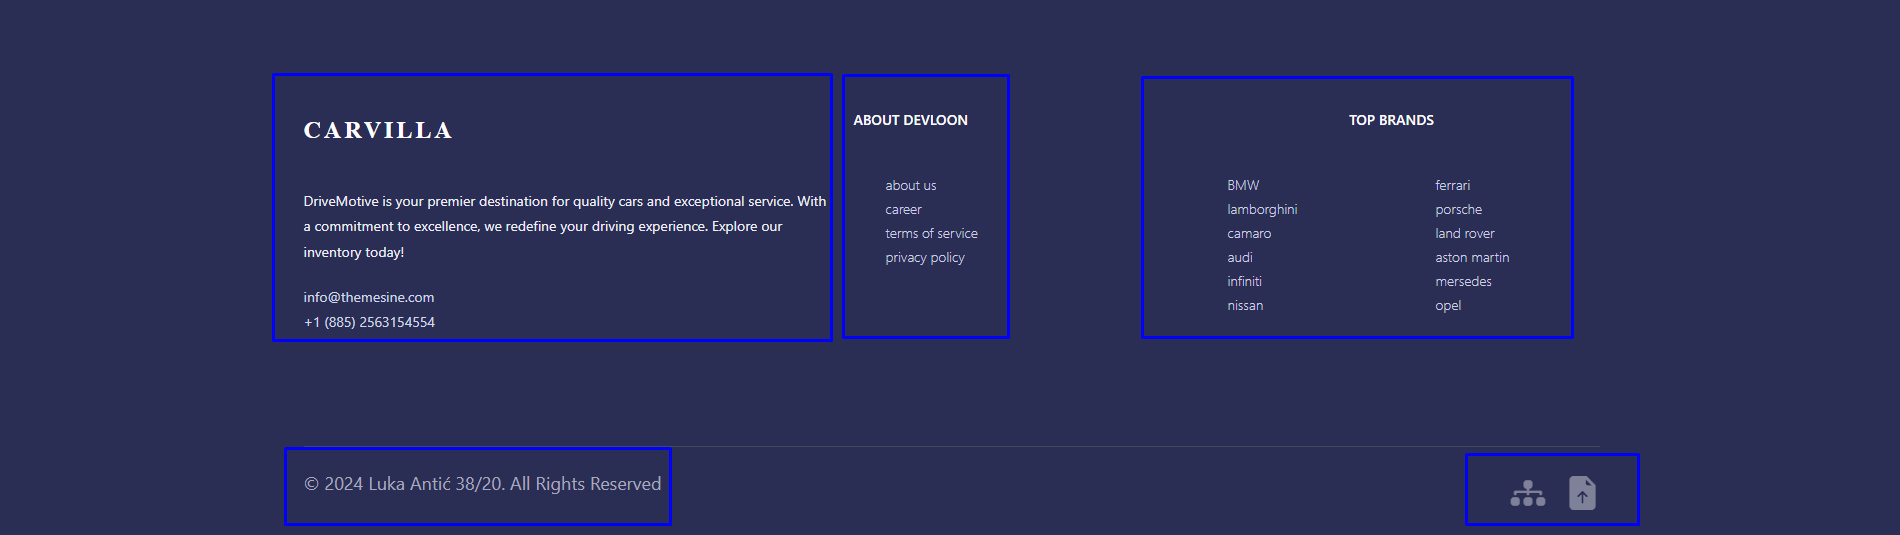 CARVILLA
DriveMotive is your premier destination for quality cars and exceptional service. With
a commitment to excellence, we redefine your driving experience. Explore our
inventory today!
info@themesine.com
+1 (885) 2563154554
ABOUT DEVLOON
about us
career
terms of service
privacy policy
TOP BRANDS
BMW
lamborghini
camaro
audi
infiniti
nissan
ferrari
porsche
land rover
aston martin
mersedes
opel
© 2024 Luka Antić 38/20. All Rights Reserved